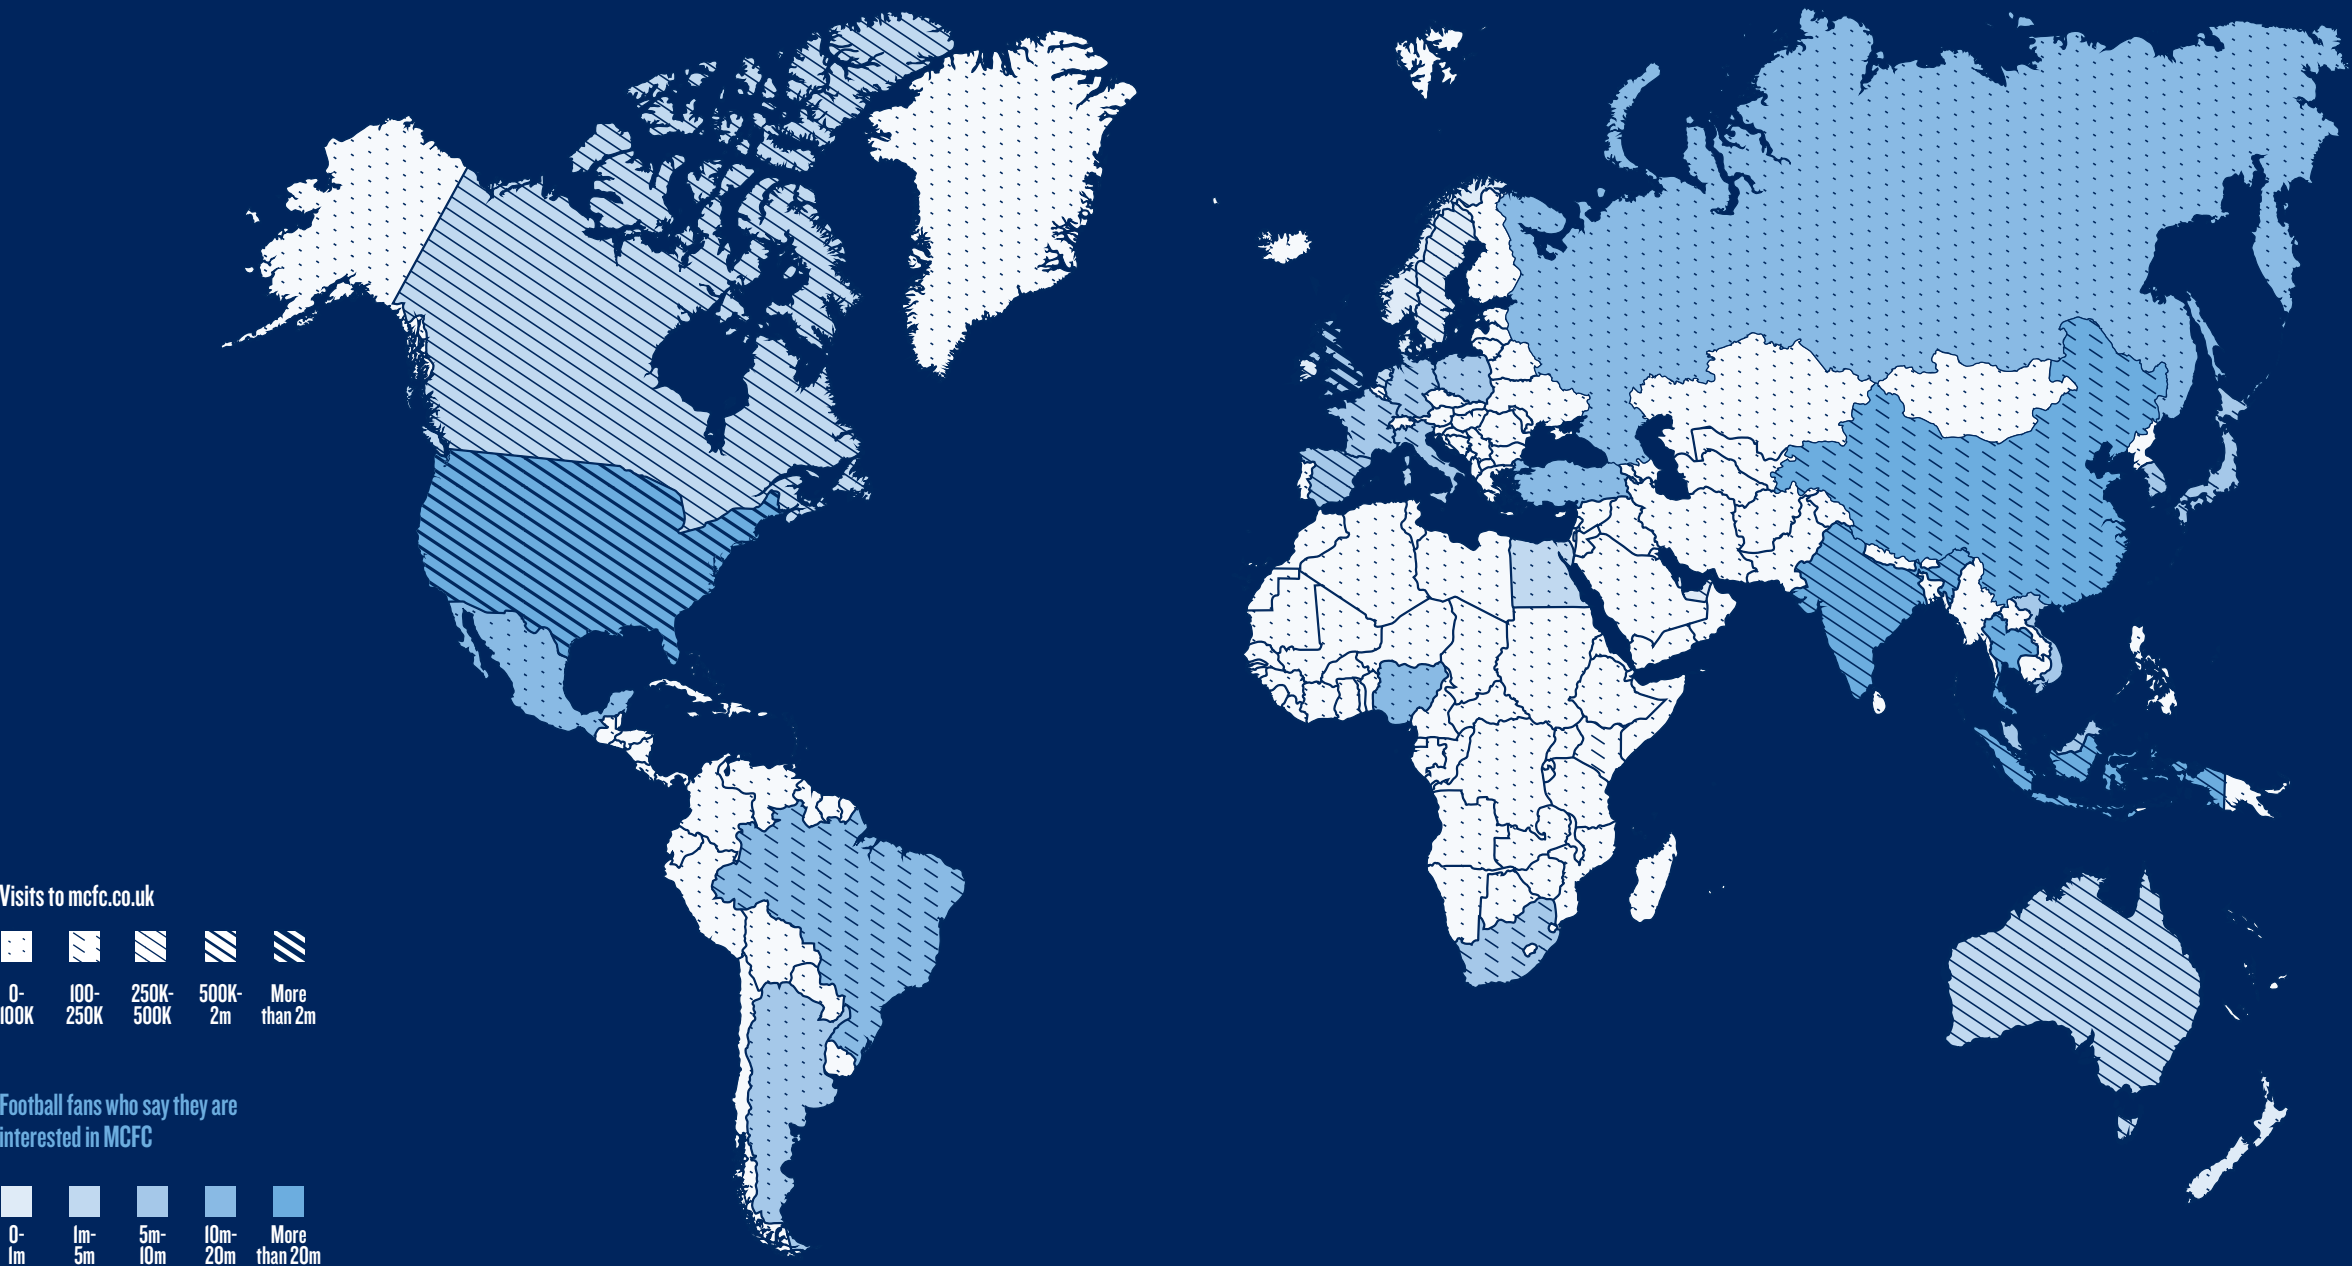 Visits to mcfc.co.uk
0-
100K
100-
250K
250K-
500K
500K-
2m
More
than 2m
Football fans who say they are
interested in MCFC
0-
1m
1m-
5m
5m-
10m
10m-
20m
More
than 20m